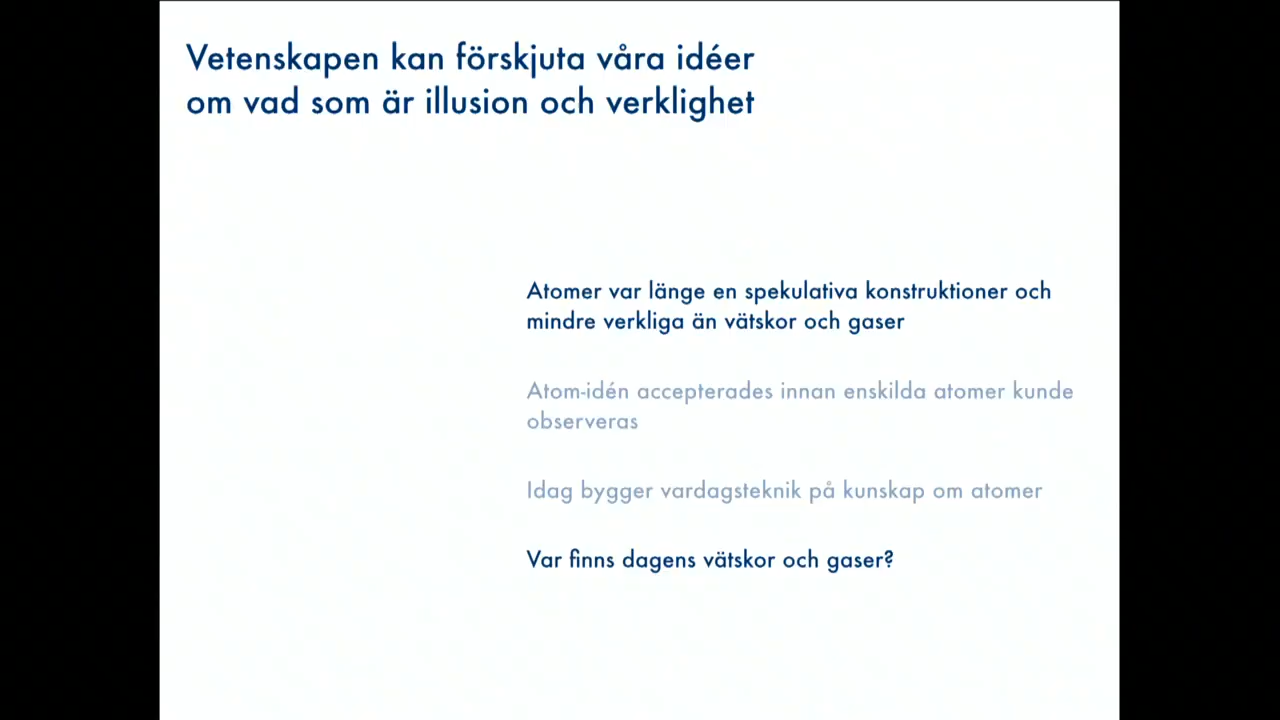 Vetenskapen kan förskjuta våra idéer
om vad som är illusion och verklighet
Atomer var länge en spekulativa konstruktioner och
mindre verkliga än vätskor och gaser
Atom-idén accepterades innan enskilda atomer kunde
observeras
Idag bygger vardagsteknik på kunskap om atomer
Var finns dagens vätskor och gaser?